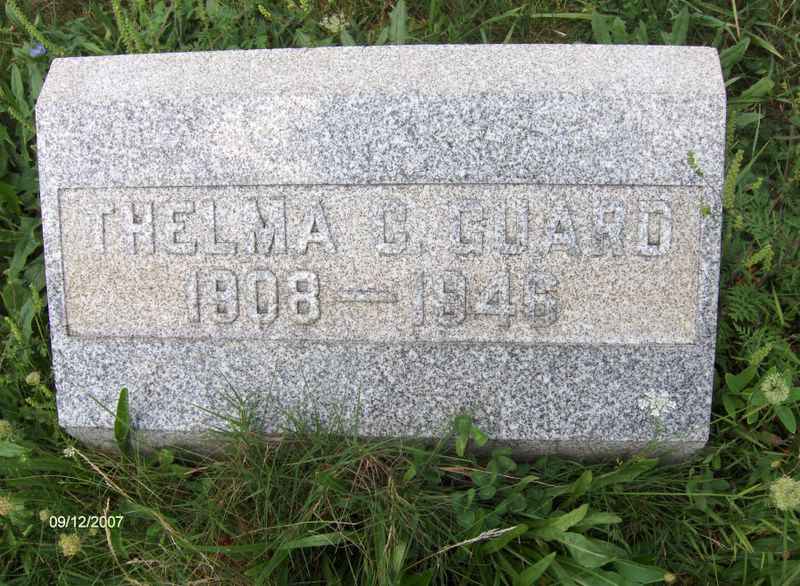 THELMA C. GUARD
1908 — 1946
09/12/2007